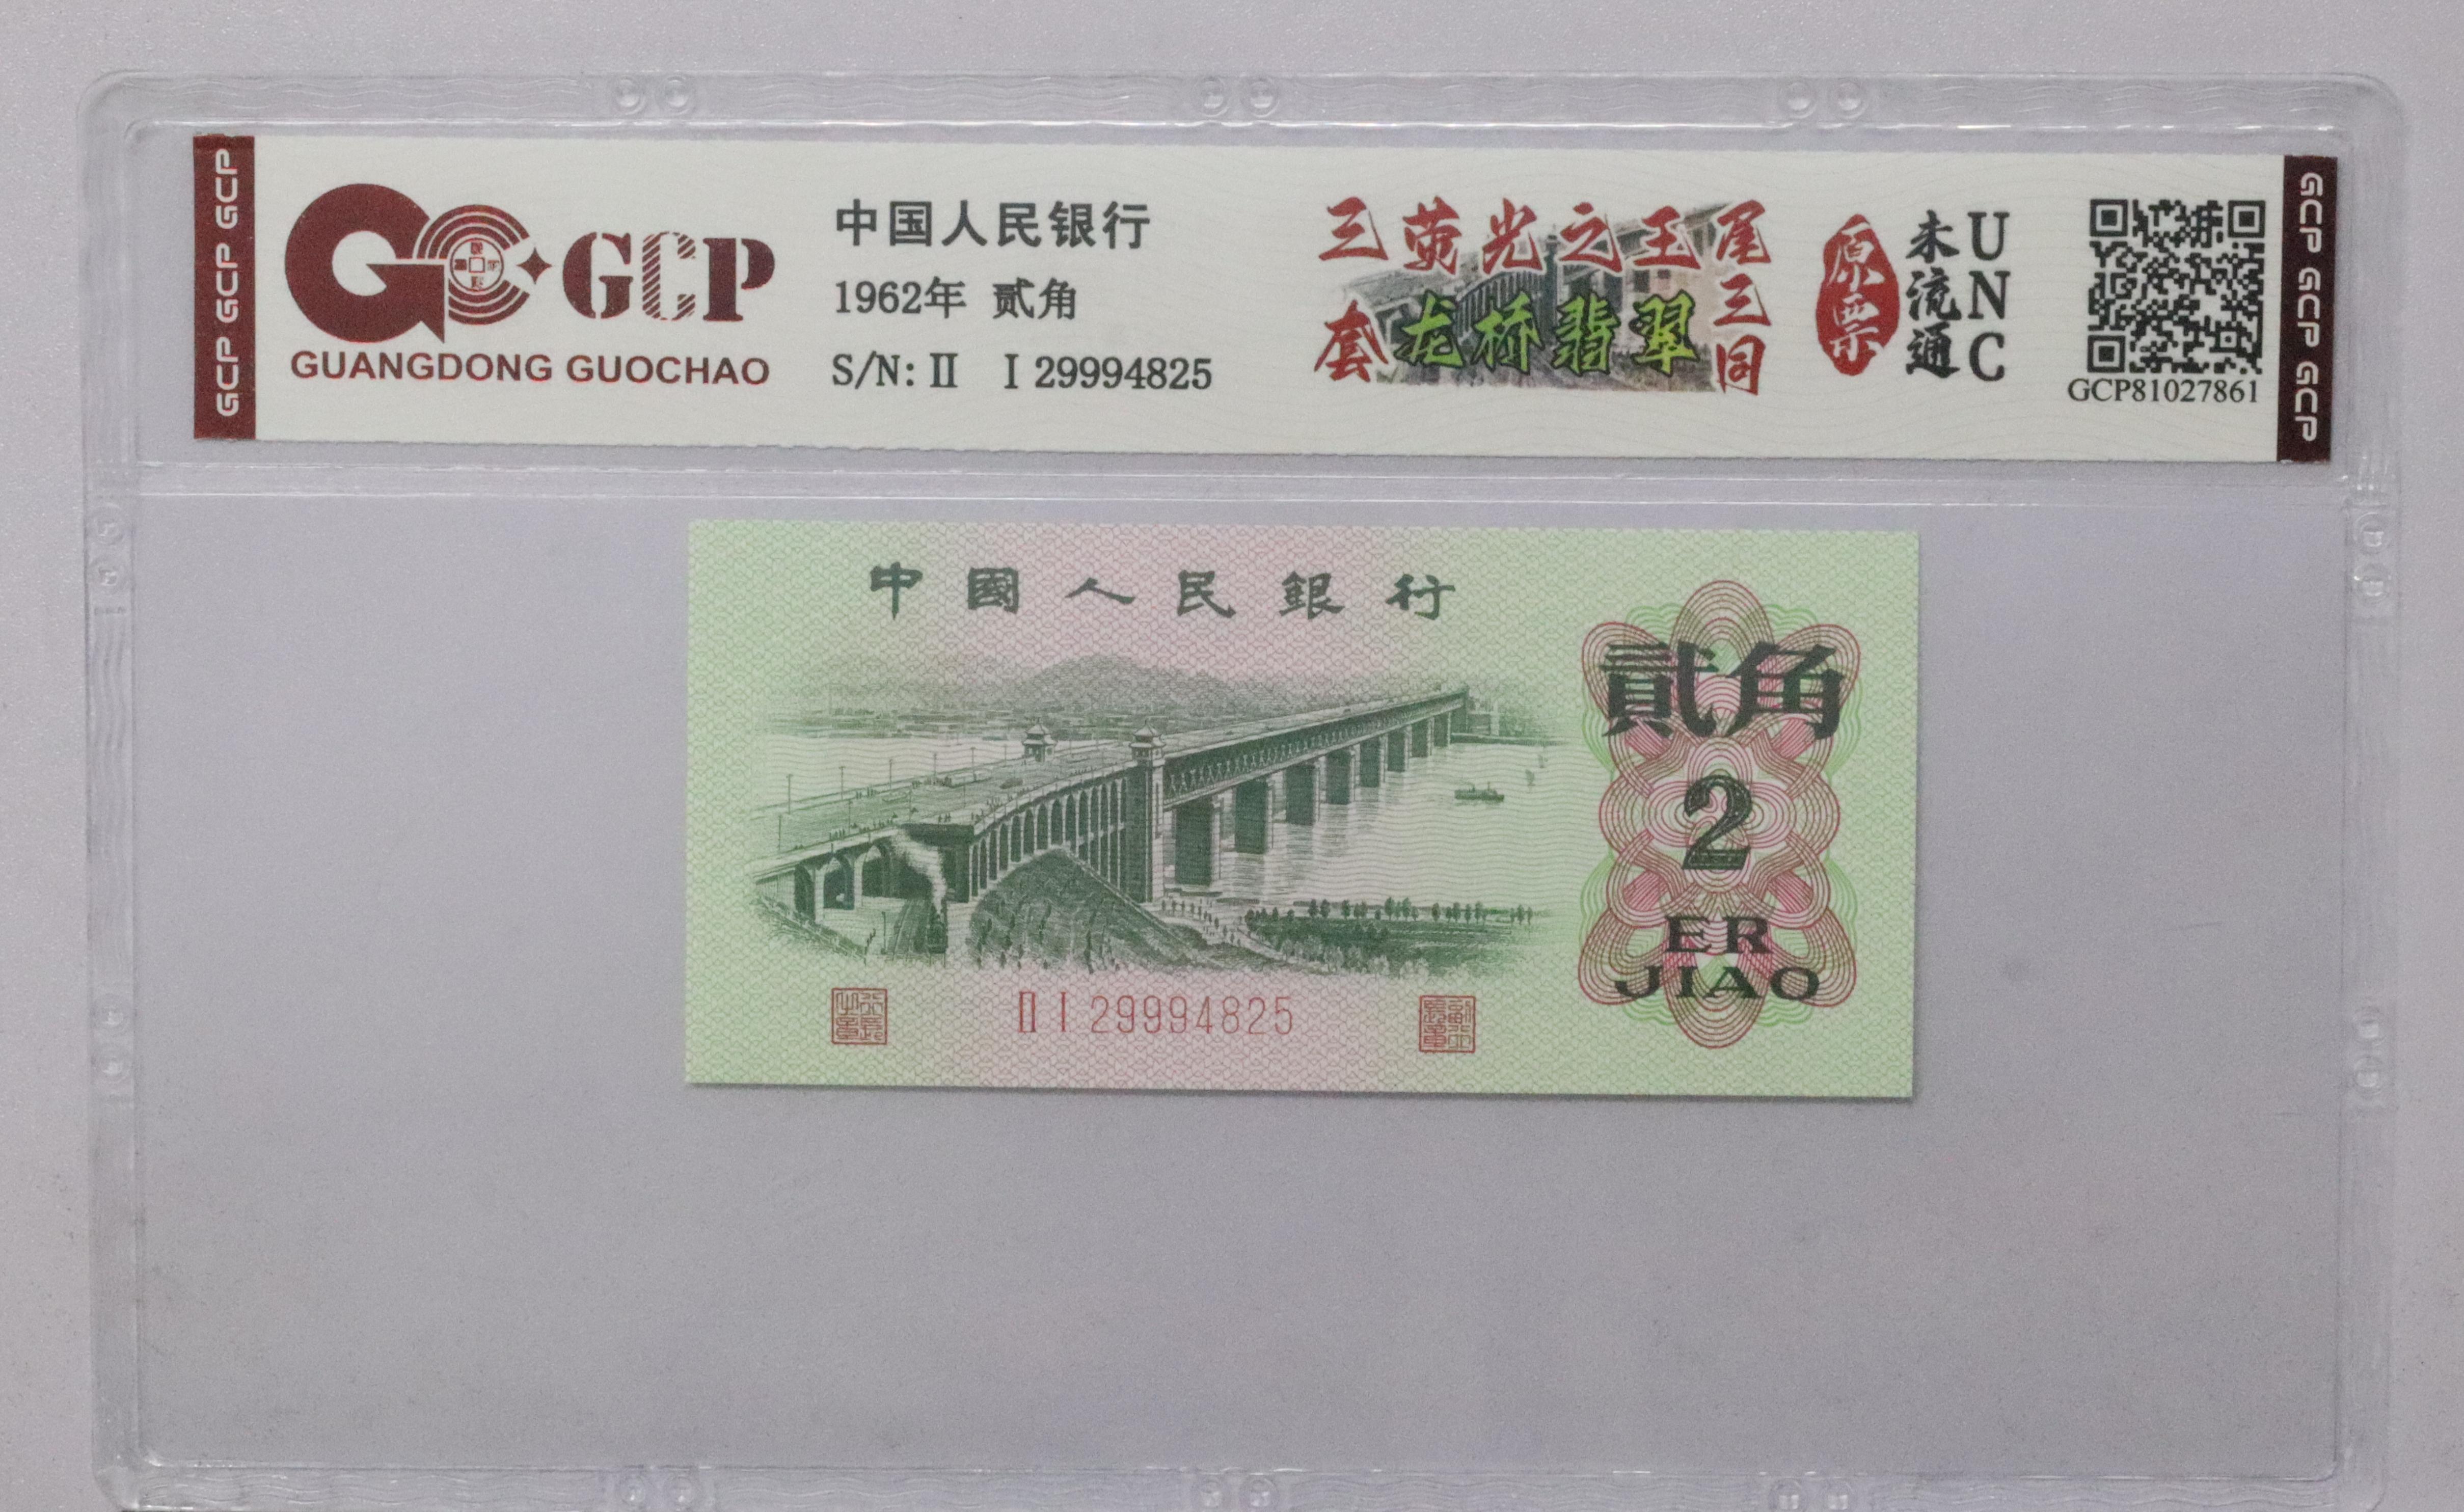 GCP GCP GCP
GCP
GUANGDONG GUOCHAO
中国人民银行
1962年 贰角
S/N: II I 29994825
三 荧光之王 尾三同
套 龙桥翡翠
原票
未流通
UNC
GCP81027861
GCP GCP GCP
中國人民銀行
貳角
2
ER
JIAO
II I 29994825